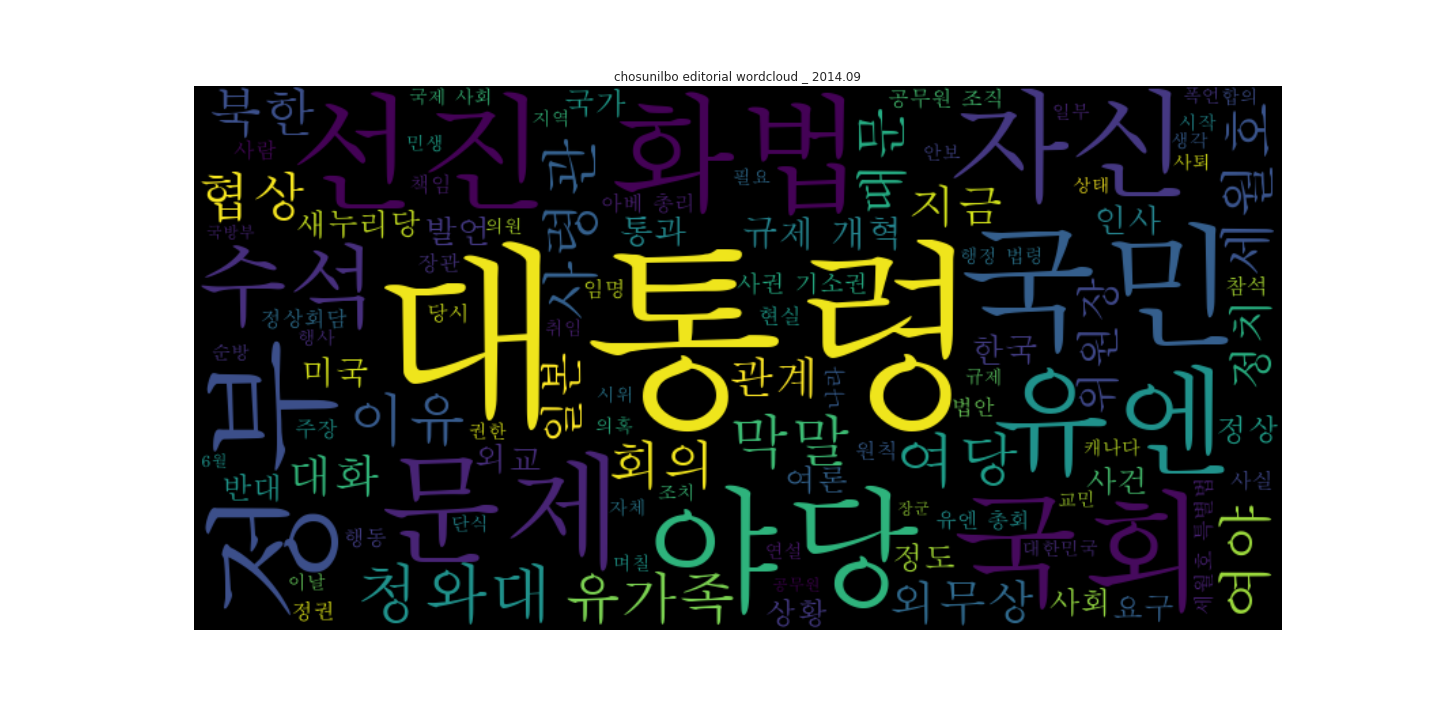 chosunilbo editorial wordcloud _ 2014.09
북한
선진화법
국제 사회
국가
지역
민생
사람
책임
관
아베 총리
필요
때문
공무원 조직
안보
자신
일부
상태
폭언합의
시작
생각
사퇴
세월호
협상
새누리당
발언
의원
국방부
장관
사령
통과
규제 개혁
지금
인사
행정 법령
국민
참석
수석
정상회담
행사
당시
대통령
임명
취임
사권 기소권
현실
위원장
한국
정치
순방
정부
미국
이유
주장
권한
일본
시위
의혹
관계
나라
규제
법안
유엔
정상
6월
반대
대화
외교
문제
회의
막말
여론
원칙
여당
캐나다
사건
사실
교민
행동
단식
자체
조치
며칠
야당
장군
유엔 총회
대한민국
국회
세월호 특별법
여야
이날
정권
청와대
유가족
연설
공무원
상황
정도
외무상
사회
요구